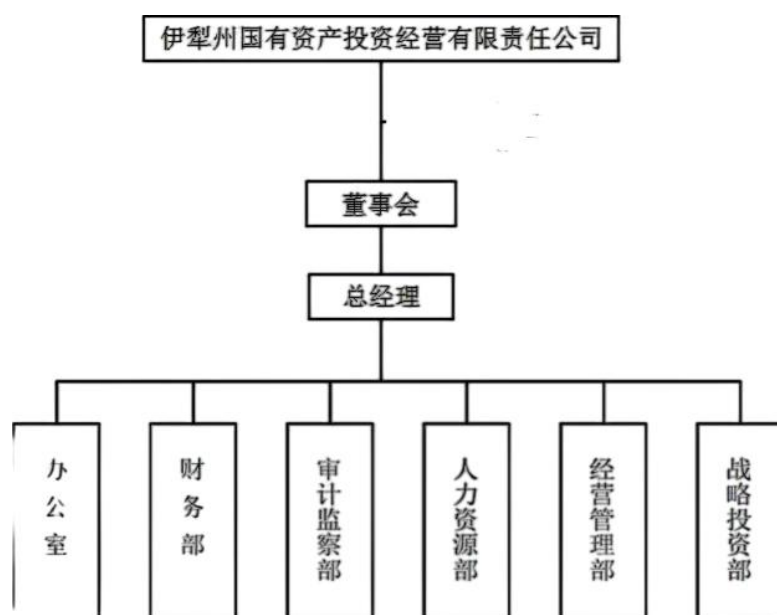 伊犁州国有资产投资经营有限责任公司
董事会
总经理
办公室
财务部
审计监察部
人力资源部
经营管理部
战略投资部